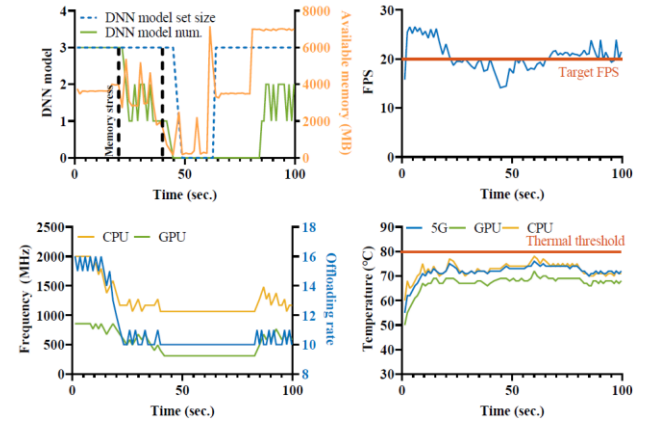 DNN model set size
DNN model num.
DNN model
4
3
2
1
0
Memory stress
8000
6000
4000
2000
0
Available memory (MB)
0
50
100
Time (sec.)
FPS
30
20
10
0
Target FPS
0
50
100
Time (sec.)
CPU
GPU
Frequency (MHz)
2500
2000
1500
1000
500
0
18
16
14
12
10
8
Offloading rate
0
50
100
Time (sec.)
5G
GPU
CPU
Thermal threshold
Temperature (°C)
90
80
70
60
50
40
30
0
50
100
Time (sec.)